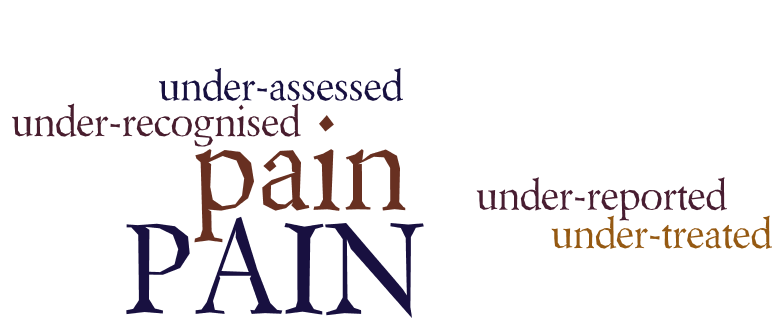 under-assessed
under-recognised
pain
under-reported
under-treated
PAIN